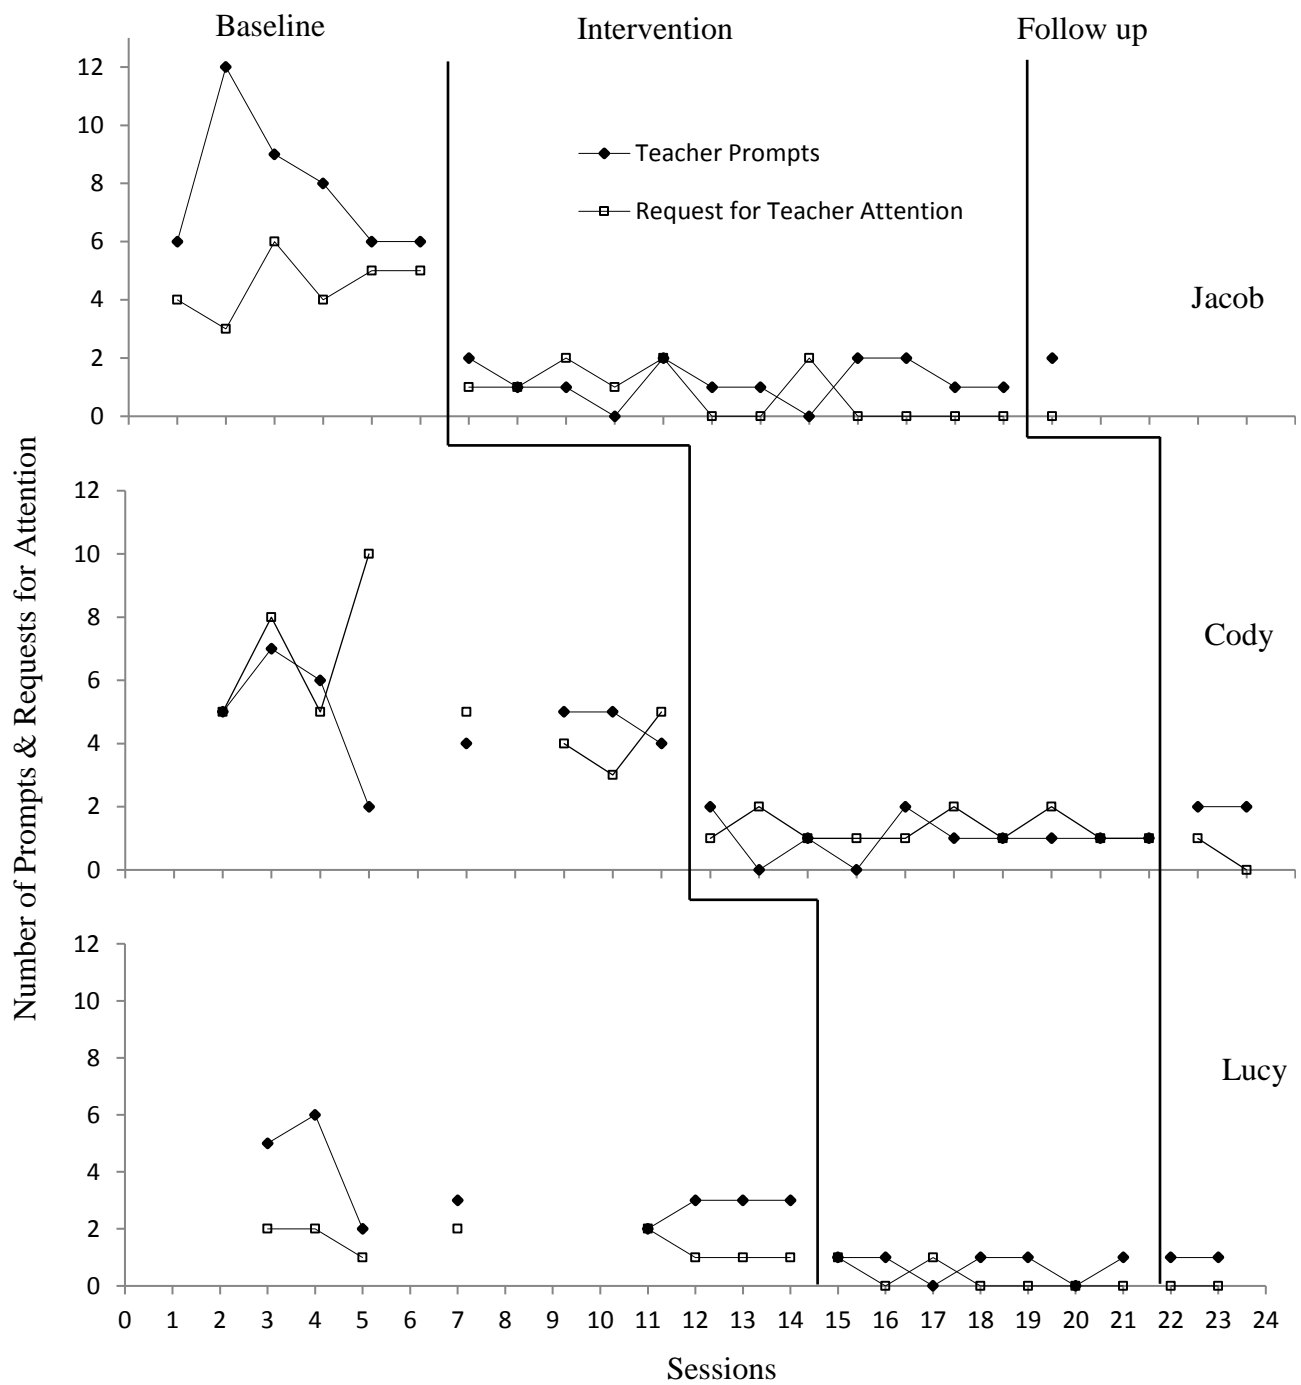 Baseline Intervention Follow up
12
10
8
6
4
2
0
Teacher Prompts
Request for Teacher Attention
Jacob
Number of Prompts & Requests for Attention
12
10
8
6
4
2
0
Cody
12
10
8
6
4
2
0
Lucy
0 1 2 3 4 5 6 7 8 9 10 11 12 13 14 15 16 17 18 19 20 21 22 23 24
Sessions